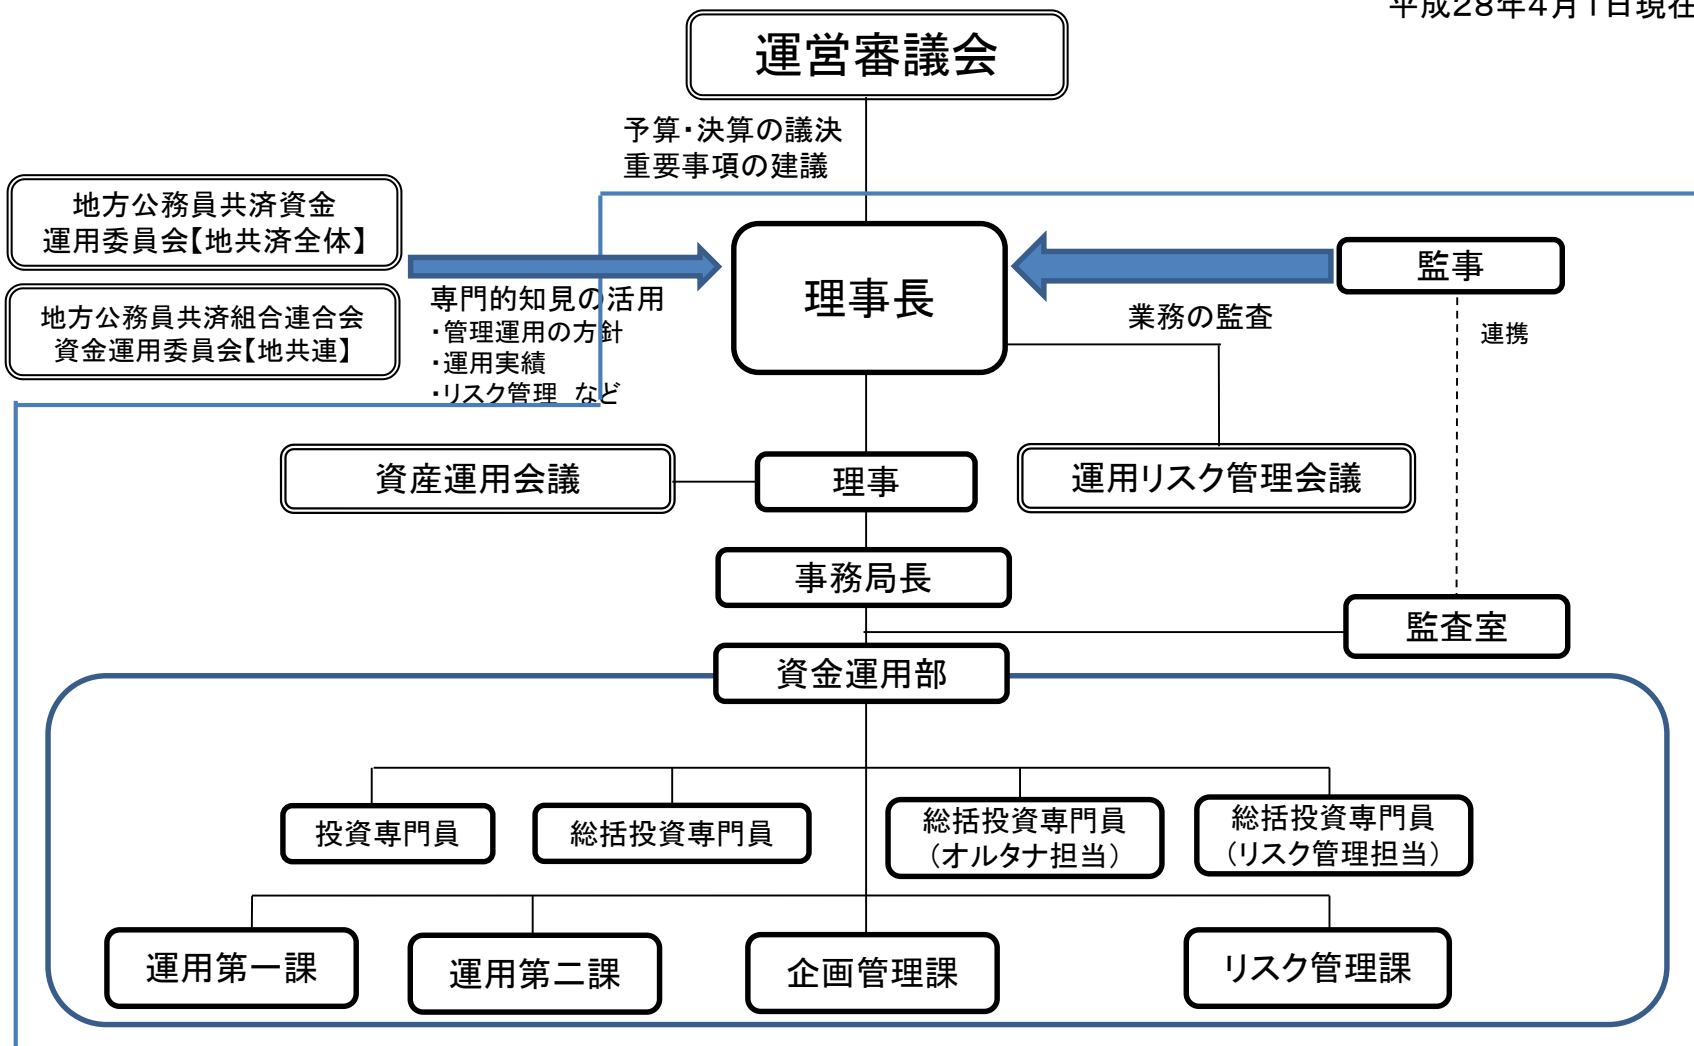 平成28年4月1日現在
運営審議会
予算・決算の議決
重要事項の建議
地方公務員共済資金
運用委員会【地共済全体】
地方公務員共済組合連合会
資金運用委員会【地共連】
専門的知見の活用
・管理運用の方針
・運用実績
・リスク管理　など
理事長
監事
業務の監査
連携
資産運用会議
理事
運用リスク管理会議
事務局長
監査室
資金運用部
投資専門員
総括投資専門員
総括投資専門員
（オルタナ担当）
総括投資専門員
（リスク管理担当）
運用第一課
運用第二課
企画管理課
リスク管理課